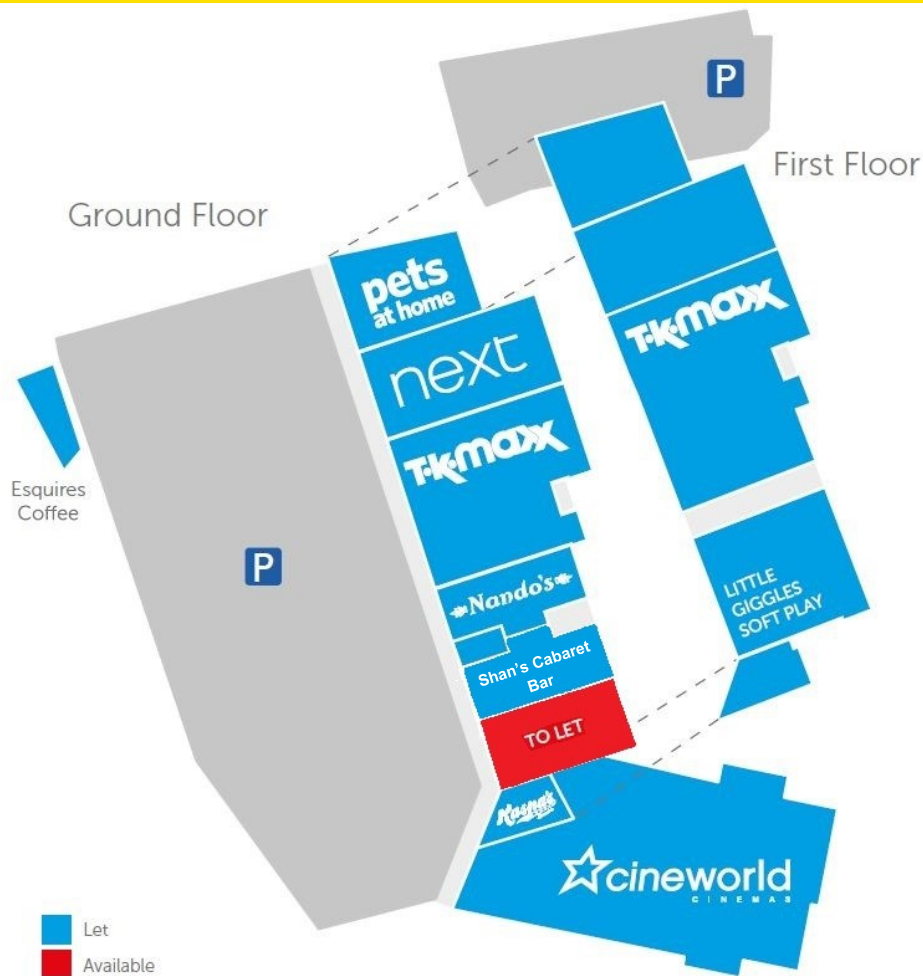 P
First Floor
Ground Floor
pets
at home
next
T·K·maxx
T·K·maxx
Esquires
Coffee
P
Nando's
LITTLE
GIGGLES
SOFT PLAY
Shan's Cabaret
Bar
TO LET
Kaspa's
cineworld
CINEMAS
Let
Available